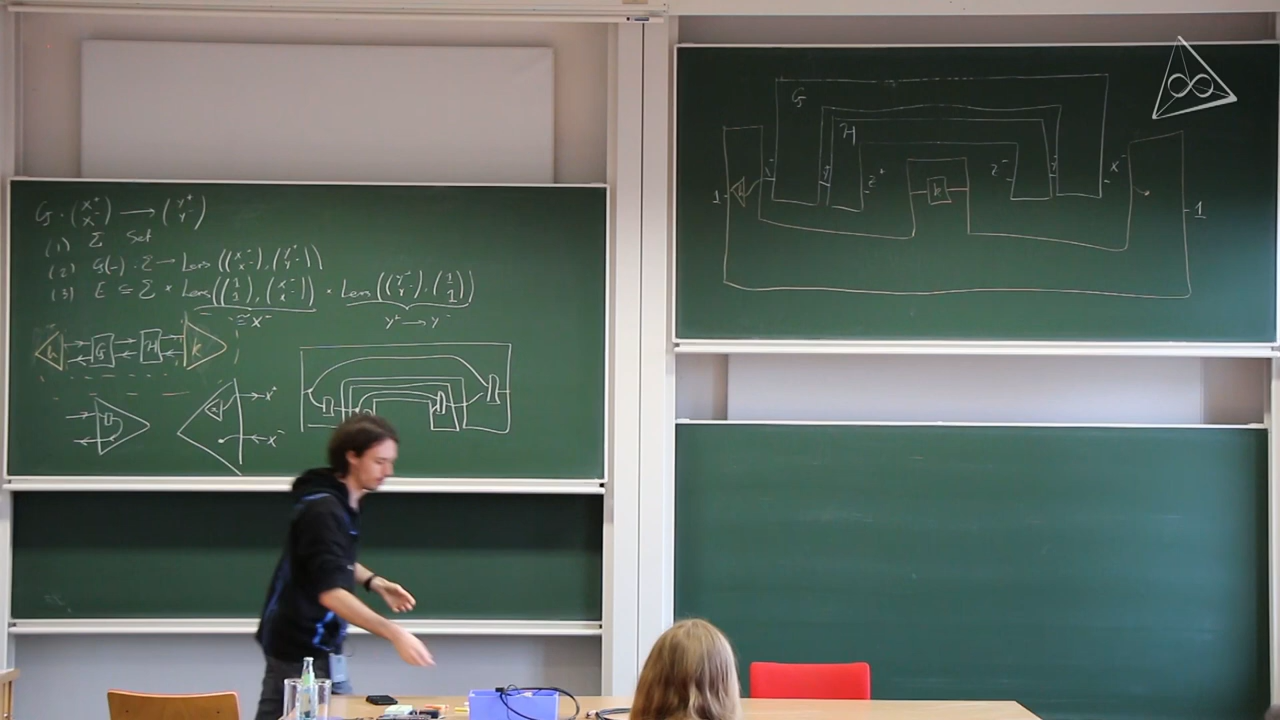 G : (X⁺ X⁻) → (Y⁺ Y⁻)
(1) Σ Set
(2) G(-) : Σ → Lens((X⁺ X⁻), (Y⁺ Y⁻))
(3) E ⊆ Σ × Lens((1 1), (X⁺ X⁻)) × Lens((Y⁺ Y⁻), (1 1))
≅ X⁺
Y⁺ → Y⁻
h G H k
X⁺
X⁻
G
H
1 Z⁺ k Z⁻ X⁻ 1